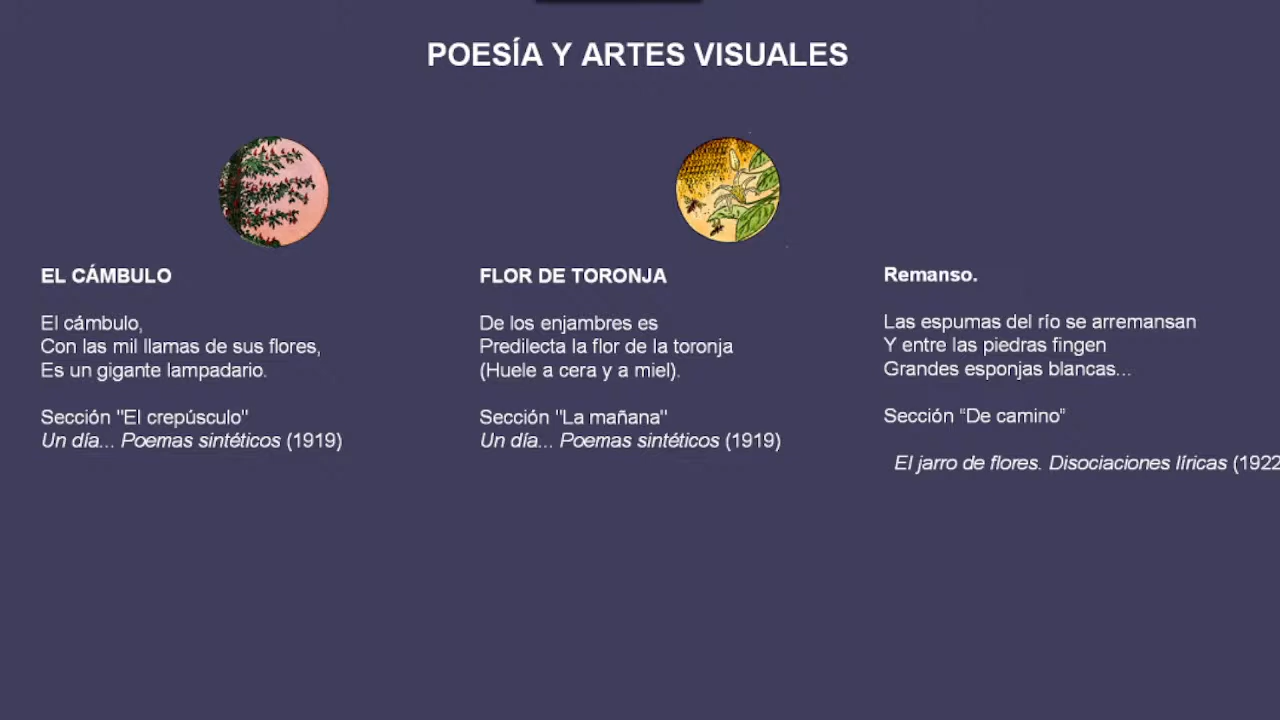 POESÍA Y ARTES VISUALES
EL CÁMBULO
El cámbulo,
Con las mil llamas de sus flores,
Es un gigante lampadario.
Sección "El crepúsculo"
Un día... Poemas sintéticos (1919)
FLOR DE TORONJA
De los enjambres es
Predilecta la flor de la toronja
(Huele a cera y a miel).
Sección "La mañana"
Un día... Poemas sintéticos (1919)
Remanso.
Las espumas del río se arremansan
Y entre las piedras fingen
Grandes esponjas blancas...
Sección “De camino”
El jarro de flores. Disociaciones líricas (1922